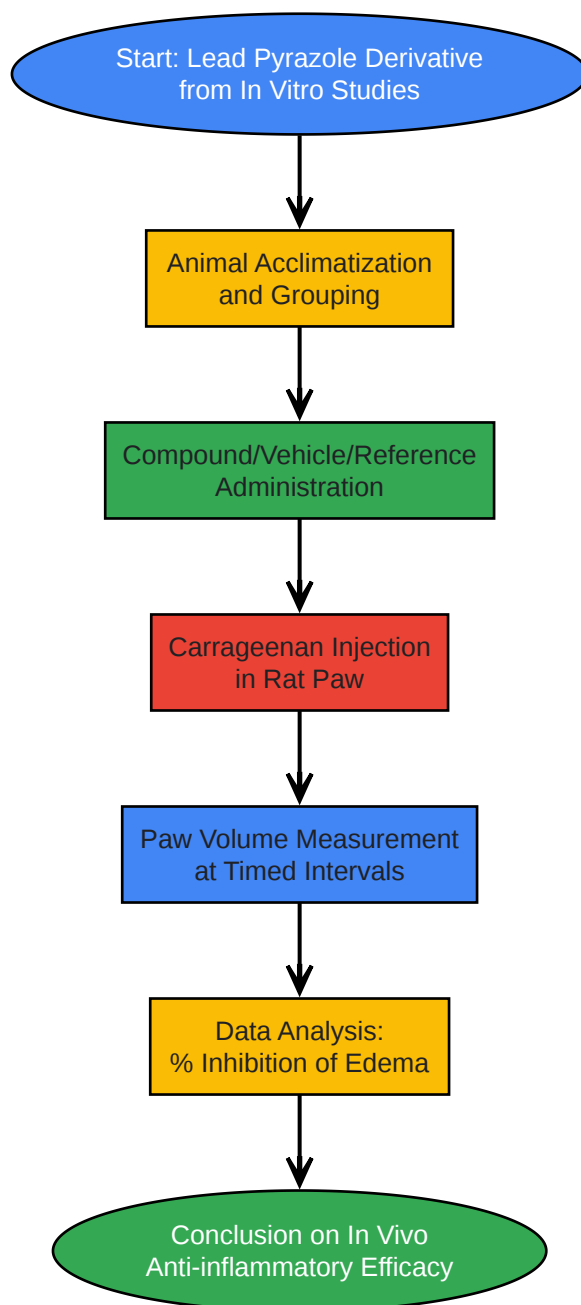 Start: Lead Pyrazole Derivative
from In Vitro Studies
Animal Acclimatization
and Grouping
Compound/Vehicle/Reference
Administration
Carrageenan Injection
in Rat Paw
Paw Volume Measurement
at Timed Intervals
Data Analysis:
% Inhibition of Edema
Conclusion on In Vivo
Anti-inflammatory Efficacy